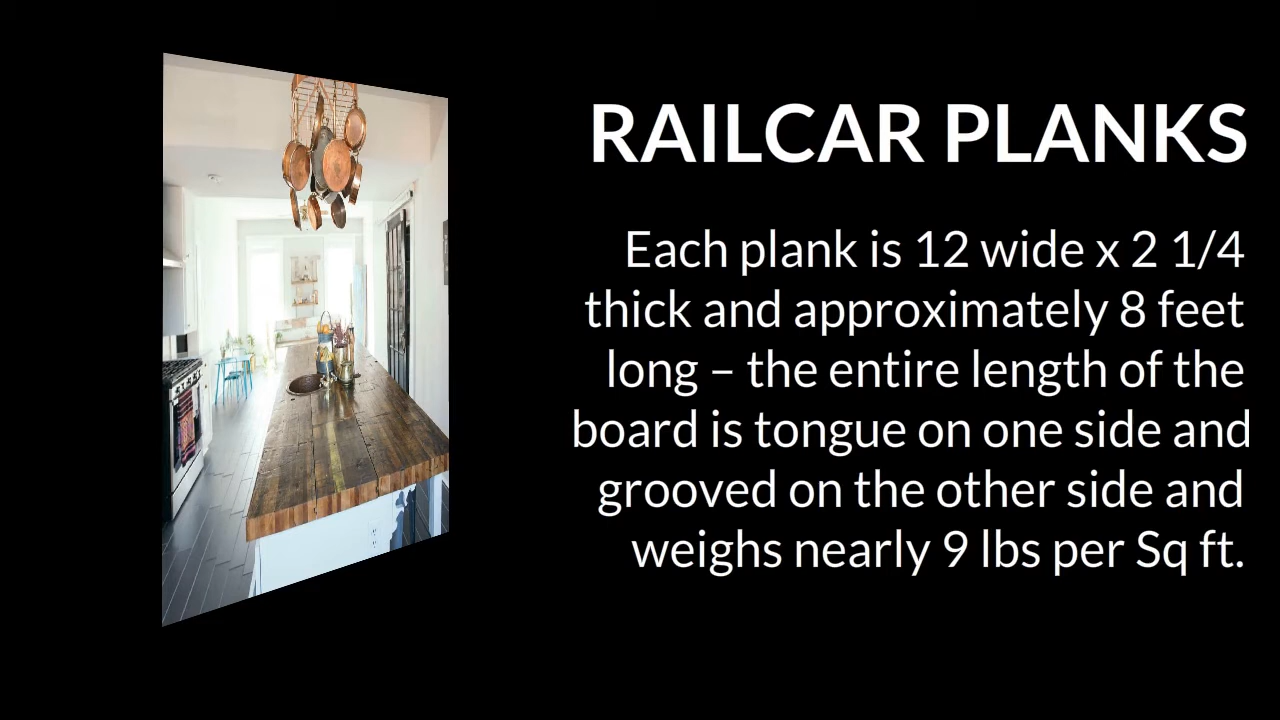 RAILCAR PLANKS
Each plank is 12 wide x 2 1/4
thick and approximately 8 feet
long – the entire length of the
board is tongue on one side and
grooved on the other side and
weighs nearly 9 lbs per Sq ft.